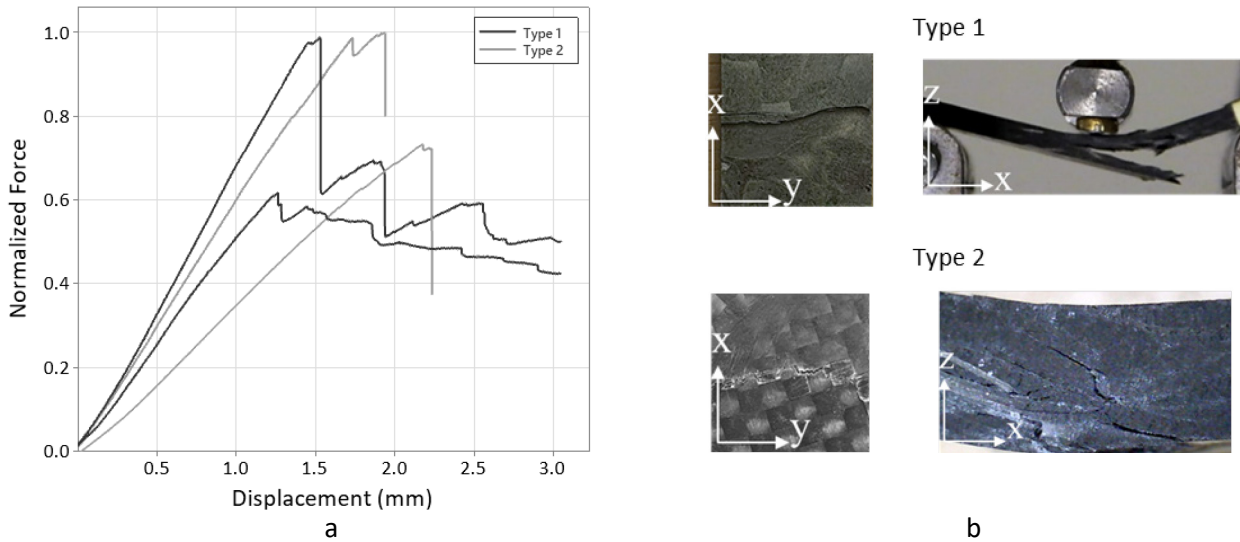 1.0
0.8
0.6
0.4
0.2
0.0
0.5
1.0
1.5
2.0
2.5
3.0
Normalized Force
Displacement (mm)
Type 1
Type 2
a
Type 1
x
y
z
x
Type 2
x
y
z
x
b